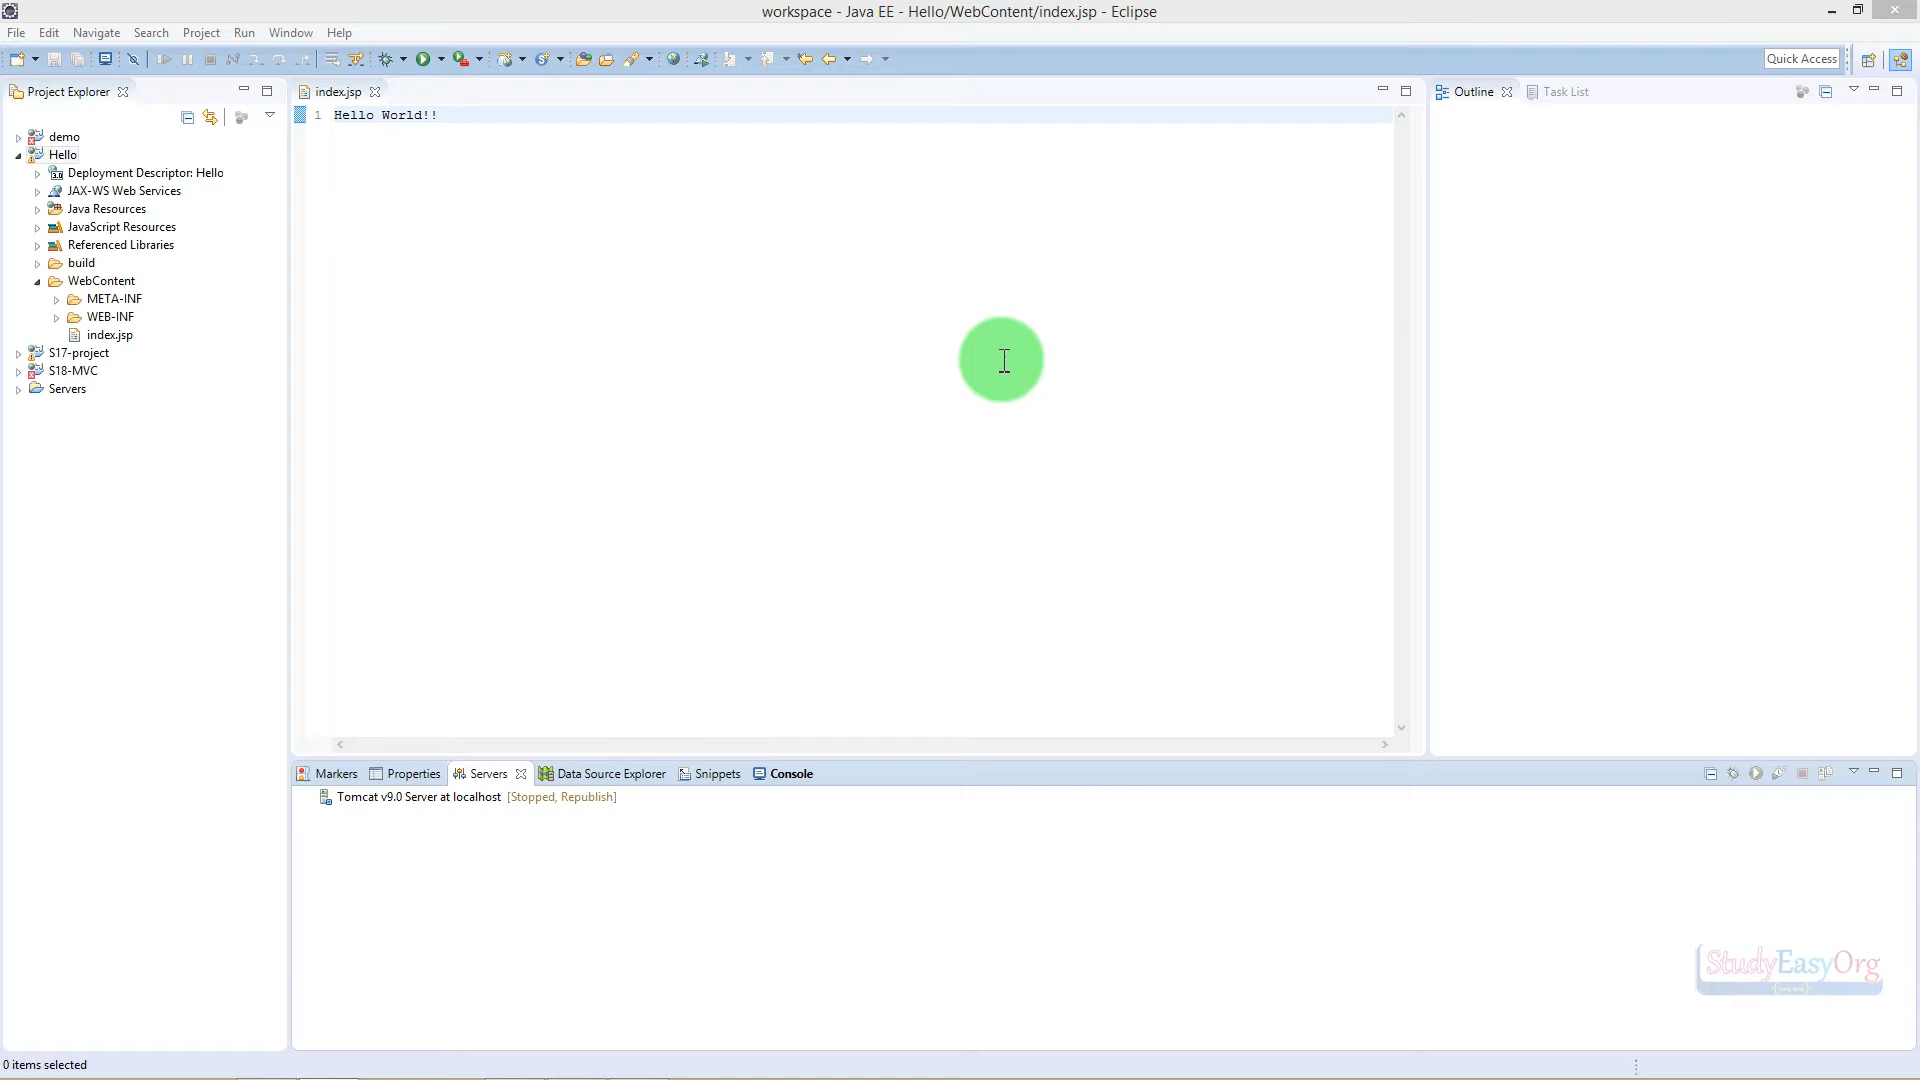 workspace - Java EE - Hello/WebContent/index.jsp - Eclipse
File Edit Navigate Search Project Run Window Help
Quick Access
Project Explorer
index.jsp
Outline Task List
1 Hello World!!
demo
Hello
Deployment Descriptor: Hello
3.0
JAX-WS Web Services
Java Resources
JavaScript Resources
Referenced Libraries
build
WebContent
META-INF
WEB-INF
index.jsp
S17-project
S18-MVC
Servers
Markers Properties Servers Data Source Explorer Snippets Console
Tomcat v9.0 Server at localhost [Stopped, Republish]
StudyEasyOrg
0 items selected